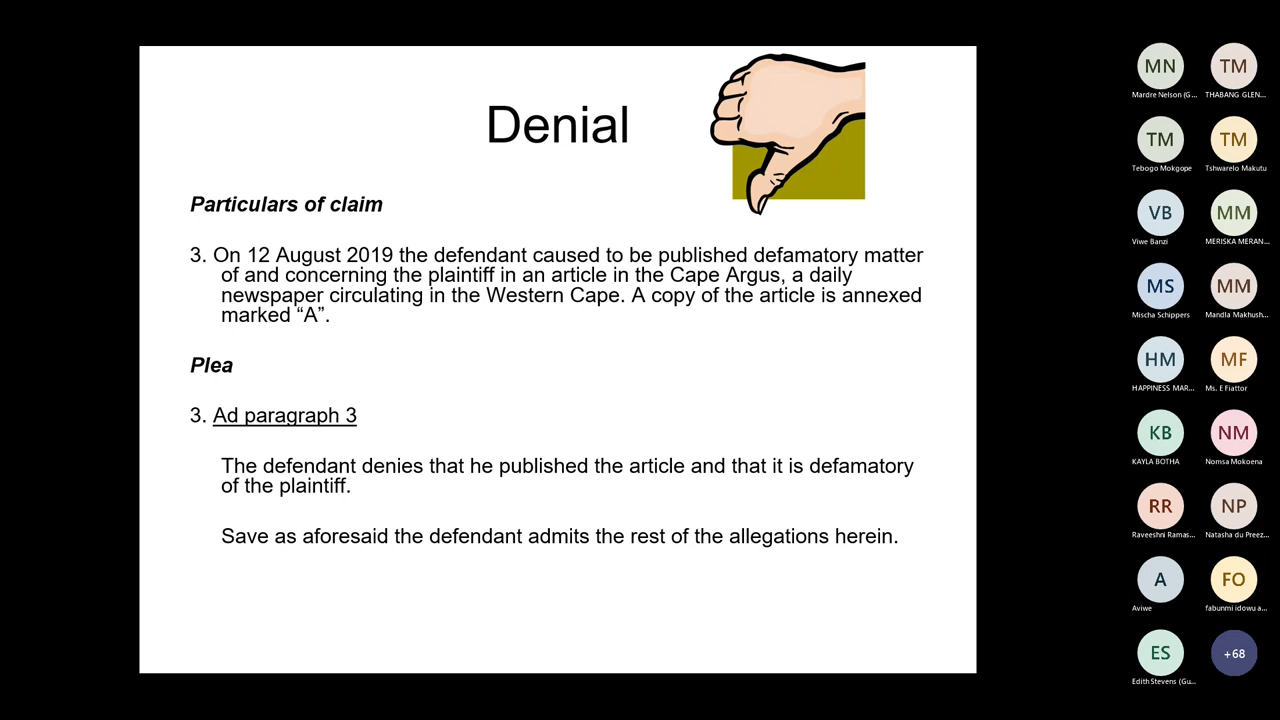 Denial
Particulars of claim
3. On 12 August 2019 the defendant caused to be published defamatory matter
of and concerning the plaintiff in an article in the Cape Argus, a daily
newspaper circulating in the Western Cape. A copy of the article is annexed
marked “A”.
Plea
3. Ad paragraph 3
The defendant denies that he published the article and that it is defamatory
of the plaintiff.
Save as aforesaid the defendant admits the rest of the allegations herein.
MN TM
Mardre Nelson (G... THABANG GLEN...
TM TM
Tebogo Mokgope Tshwarelo Makutu
VB MM
Viwe Banzi MERISKA MERAN...
MS MM
Mischa Schippers Mandla Makhush...
HM MF
HAPPINESS MAR... Ms. E Fiattor
KB NM
KAYLA BOTHA Nomsa Mokoena
RR NP
Raveeshni Ramas... Natasha du Preez...
A FO
Aviwe fabunmi idowu a...
ES +68
Edith Stevens (Gu...